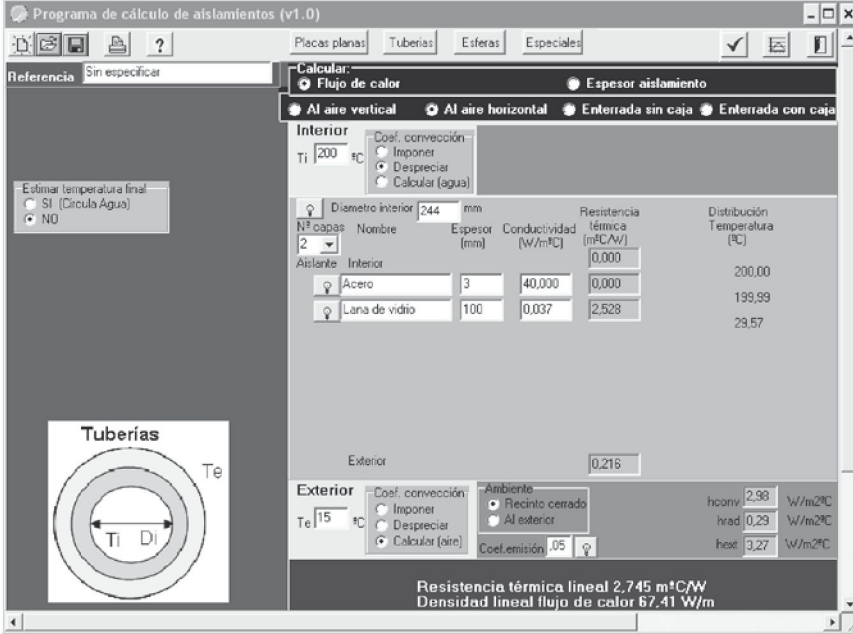 Programa de cálculo de aislamientos (v1.0)
?
Placas planas Tuberias Esferas Especiales
Referencia Sin especificar
Calcular:
Flujo de calor Espesor aislamiento
Al aire vertical Al aire horizontal Enterrada sin caja Enterrada con caja
Interior
Ti 200 ºC
Coef. convección
Imponer
Despreciar
Calcular (agua)
Estimar temperatura final
SI (Circula Agua)
NO
Diametro interior 244 mm
Nª capas Nombre Espesor (mm) Conductividad (W/mºC) Resistencia térmica (mºC/W) Distribución Temperatura (ºC)
2
Aislante Interior 0,000
200,00
Acero 3 40,000 0,000
199,99
Lana de vidrio 100 0,037 2,528
29,57
Exterior 0,216
Tuberías
Te
Ti Di
Exterior
Te 15 ºC
Coef. convección
Imponer
Despreciar
Calcular (aire)
Ambiente
Recinto cerrado
Al exterior
Coef.emisión ,05
hconv 2,98 W/m2ºC
hrad 0,29 W/m2ºC
hext 3,27 W/m2ºC
Resistencia térmica lineal 2,745 mºC/W
Densidad lineal flujo de calor 67,41 W/m